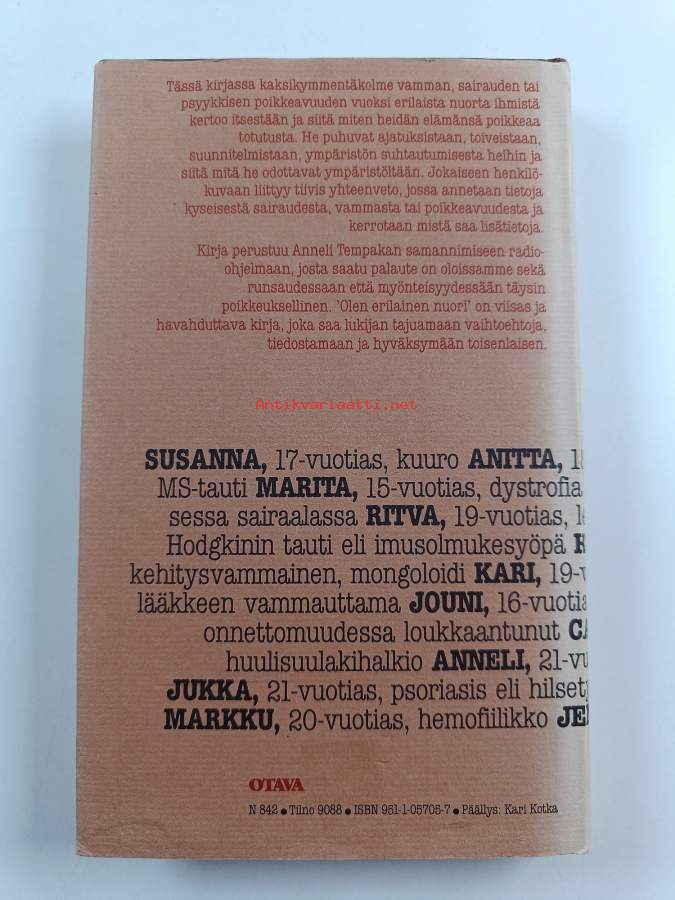 Tässä kirjassa kaksikymmentäkolme vamman, sairauden tai
psyykkisen poikkeavuuden vuoksi erilaista nuorta ihmistä
kertoo itsestään ja siitä miten heidän elämänsä poikkeaa
totutusta. He puhuvat ajatuksistaan, toiveistaan,
suunnitelmistaan, ympäristön suhtautumisesta heihin ja
siitä mitä he odottavat ympäristöltään. Jokaiseen henkilö-
kuvaan liittyy tiivis yhteenveto, jossa annetaan tietoja
kyseisestä sairaudesta, vammasta tai poikkeavuudesta ja
kerrotaan mistä saa lisätietoja.
Kirja perustuu Anneli Tempakan samannimiseen radio-
ohjelmaan, josta saatu palaute on oloissamme sekä
runsaudessaan että myönteisyydessään täysin
poikkeuksellinen. 'Olen erilainen nuori' on viisas ja
havahduttava kirja, joka saa lukijan tajuamaan vaihtoehtoja,
tiedostamaan ja hyväksymään toisenlaisen.
Antikvariaatti.net
SUSANNA, 17-vuotias, kuuro ANITTA,
MS-tauti MARITA, 15-vuotias, dystrofia
sessa sairaalassa RITVA, 19-vuotias,
Hodgkinin tauti eli imusolmukesyöpä
kehitysvammainen, mongoloidi KARI, 19-
lääkkeen vammauttama JOUNI, 16-vuotia
onnettomuudessa loukkaantunut
huulisuulakihalkio ANNELI, 21-vu
JUKKA, 21-vuotias, psoriasis eli hilset
MARKKU, 20-vuotias, hemofiilikko
OTAVA
N 842 ● Tilno 9088 ● ISBN 951-1-05705-7 ● Päällys: Kari Kotka